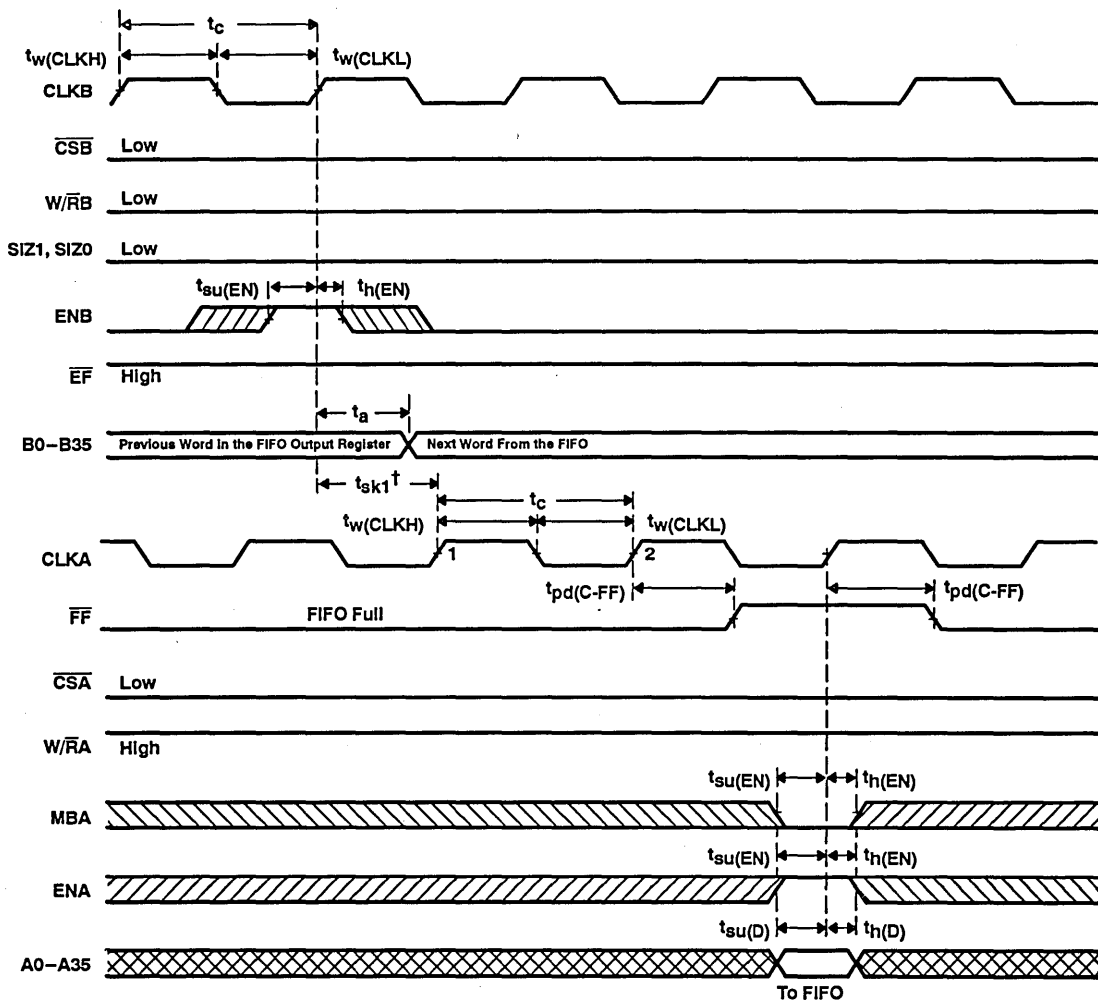 tc
tw(CLKH) tw(CLKL)
CLKB
CSB Low
W/RB Low
SIZ1, SIZ0 Low
tsu(EN) th(EN)
ENB
EF High
ta
B0–B35 Previous Word in the FIFO Output Register Next Word From the FIFO
tsk1†
tc
tw(CLKH) tw(CLKL)
CLKA 1 2
tpd(C-FF) tpd(C-FF)
FF FIFO Full
CSA Low
W/RA High
tsu(EN) th(EN)
MBA
tsu(EN) th(EN)
ENA
tsu(D) th(D)
A0–A35
To FIFO